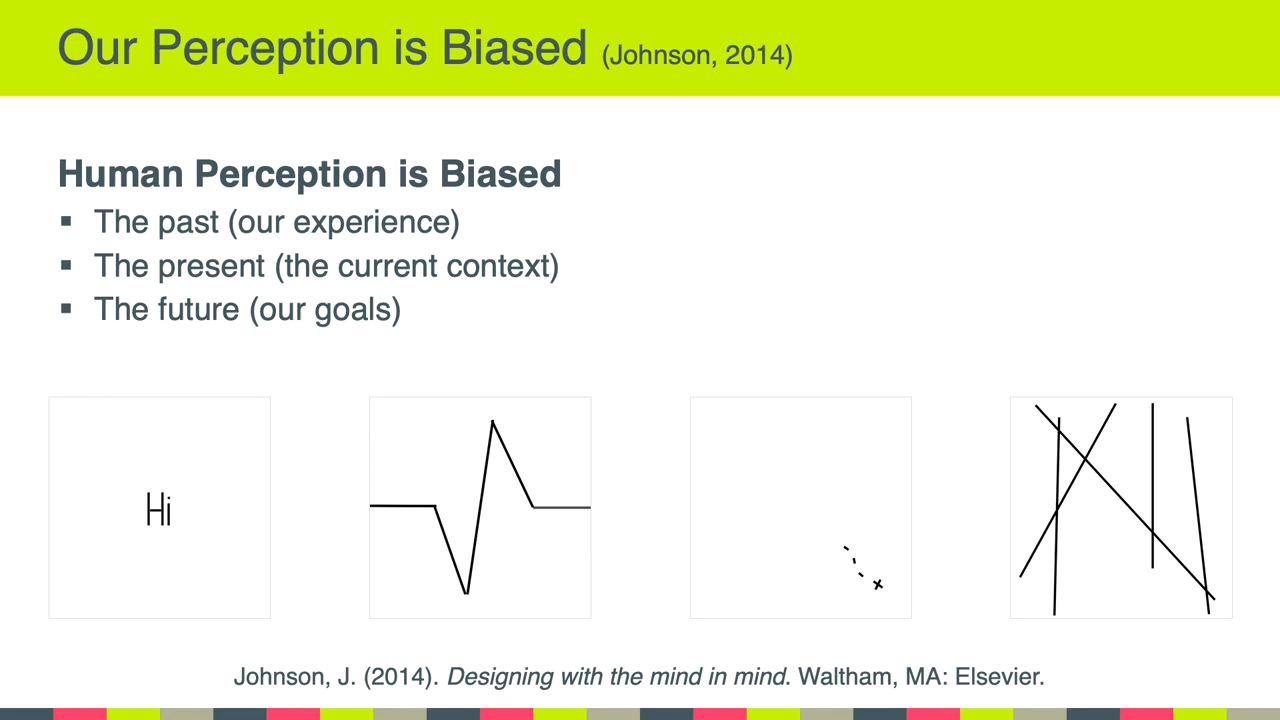 Our Perception is Biased (Johnson, 2014)
Human Perception is Biased
▪ The past (our experience)
▪ The present (the current context)
▪ The future (our goals)
Hi
Johnson, J. (2014). Designing with the mind in mind. Waltham, MA: Elsevier.